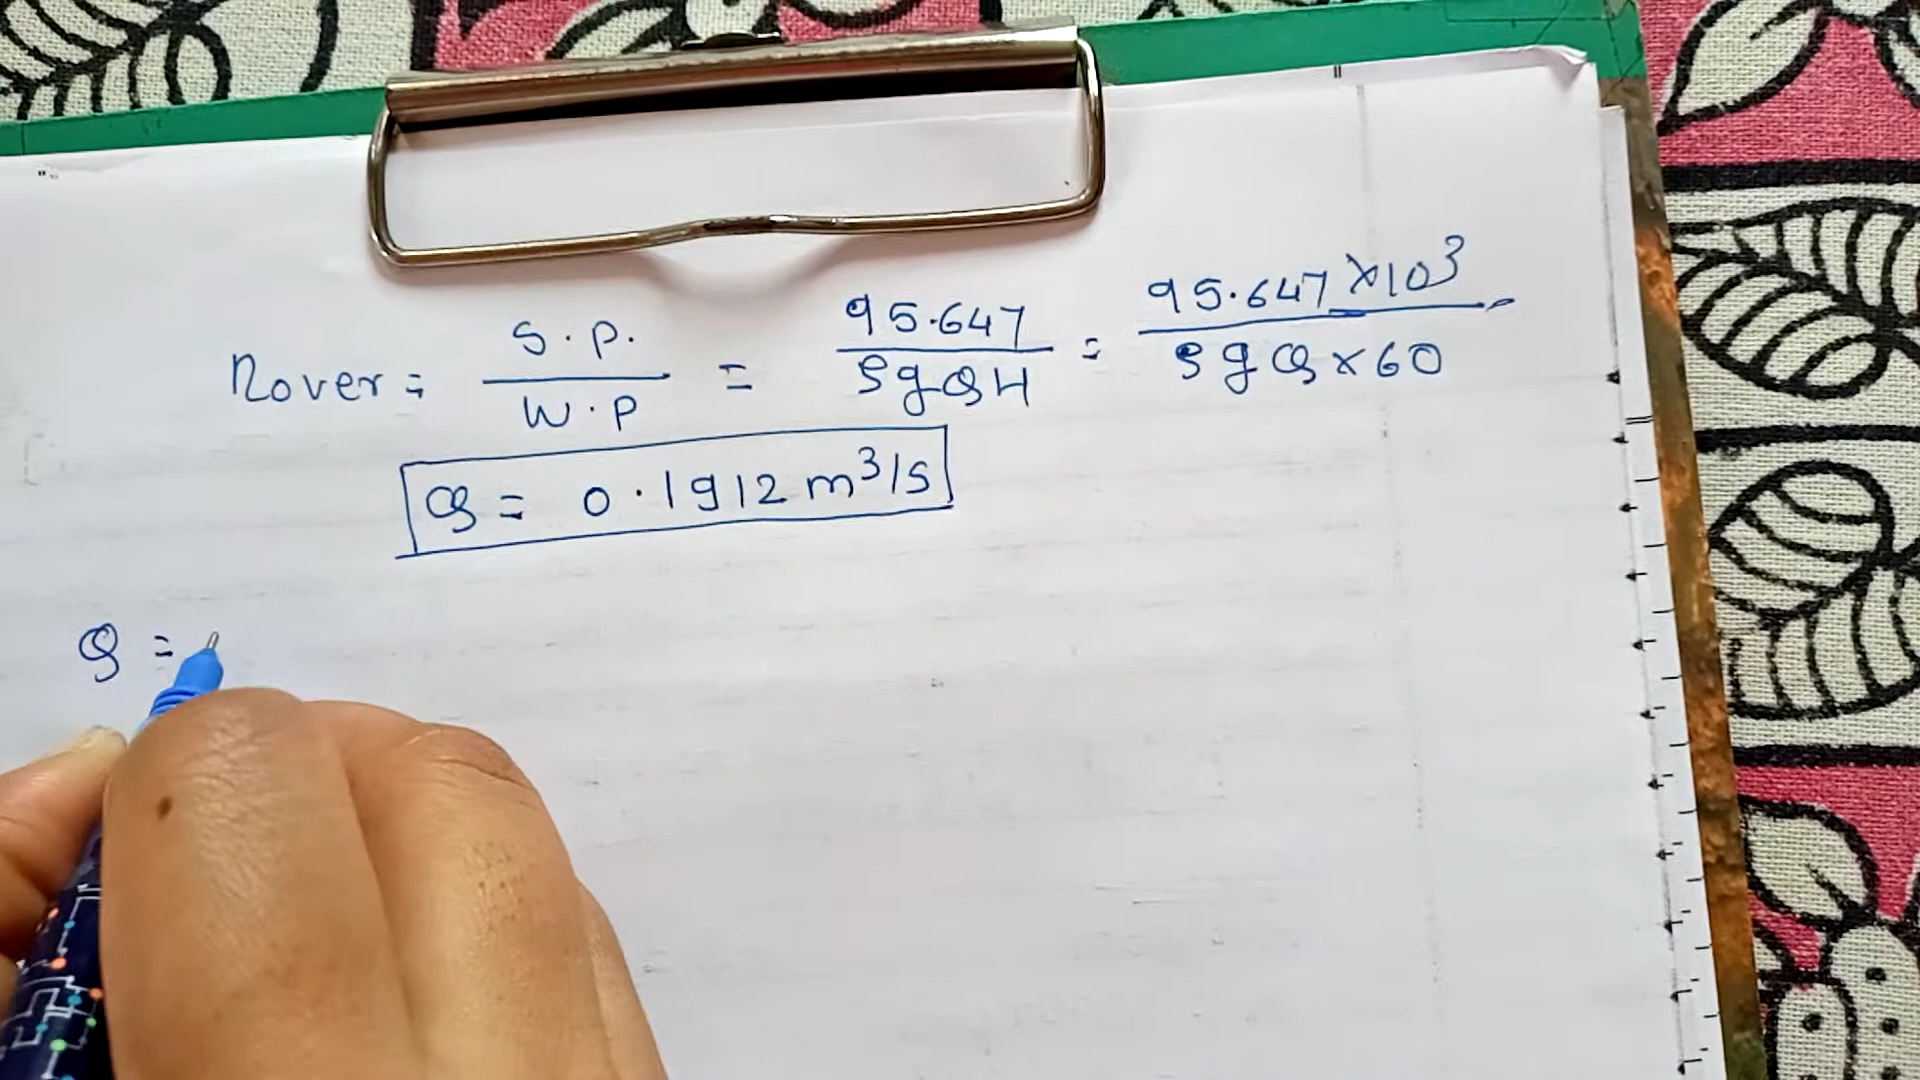 ηover = S.P. / W.P = 95.647 / ρgQH = 95.647 ×10³ / ρgQ×60
Q = 0.1912 m³/s
Q =